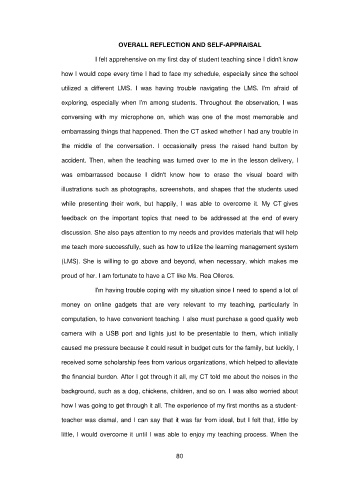 OVERALL REFLECTION AND SELF-APPRAISAL
I felt apprehensive on my first day of student teaching since I didn't know
how I would cope every time I had to face my schedule, especially since the school
utilized a different LMS. I was having trouble navigating the LMS. I'm afraid of
exploring, especially when I'm among students. Throughout the observation, I was
conversing with my microphone on, which was one of the most memorable and
embarrassing things that happened. Then the CT asked whether I had any trouble in
the middle of the conversation. I occasionally press the raised hand button by
accident. Then, when the teaching was turned over to me in the lesson delivery, I
was embarrassed because I didn't know how to erase the visual board with
illustrations such as photographs, screenshots, and shapes that the students used
while presenting their work, but happily, I was able to overcome it. My CT gives
feedback on the important topics that need to be addressed at the end of every
discussion. She also pays attention to my needs and provides materials that will help
me teach more successfully, such as how to utilize the learning management system
(LMS). She is willing to go above and beyond, when necessary, which makes me
proud of her. I am fortunate to have a CT like Ms. Rea Olleres.
I'm having trouble coping with my situation since I need to spend a lot of
money on online gadgets that are very relevant to my teaching, particularly in
computation, to have convenient teaching. I also must purchase a good quality web
camera with a USB port and lights just to be presentable to them, which initially
caused me pressure because it could result in budget cuts for the family, but luckily, I
received some scholarship fees from various organizations, which helped to alleviate
the financial burden. After I got through it all, my CT told me about the noises in the
background, such as a dog, chickens, children, and so on. I was also worried about
how I was going to get through it all. The experience of my first months as a student-
teacher was dismal, and I can say that it was far from ideal, but I felt that, little by
little, I would overcome it until I was able to enjoy my teaching process. When the
80